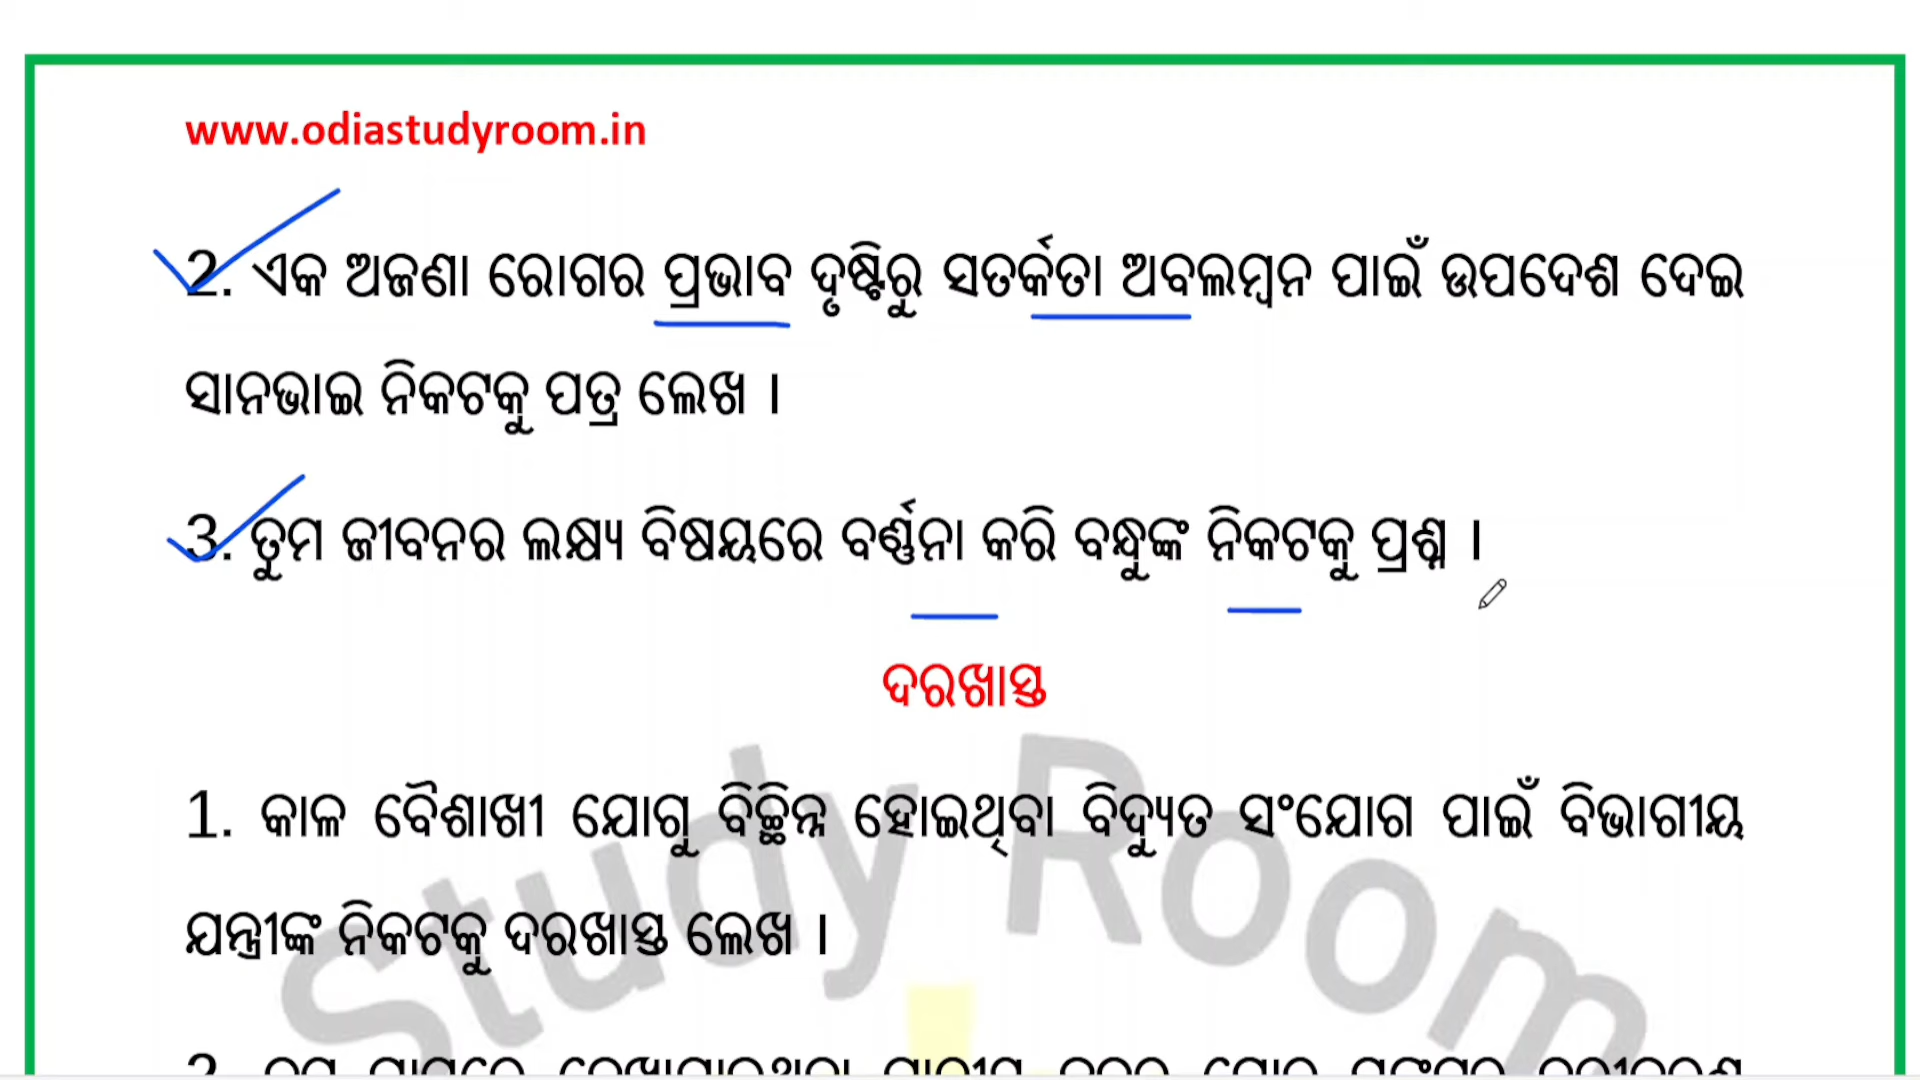 www.odiastudyroom.in
2. ଏକ ଅଜଣା ରୋଗର ପ୍ରଭାବ ଦୃଷ୍ଟିରୁ ସତର୍କତା ଅବଲମ୍ବନ ପାଇଁ ଉପଦେଶ ଦେଇ
ସାନଭାଇ ନିକଟକୁ ପତ୍ର ଲେଖ ।
3. ତୁମ ଜୀବନର ଲକ୍ଷ୍ୟ ବିଷୟରେ ବର୍ଣ୍ଣନା କରି ବନ୍ଧୁଙ୍କ ନିକଟକୁ ପ୍ରଶ୍ନ ।
ଦରଖାସ୍ତ
1. କାଳ ବୈଶାଖୀ ଯୋଗୁ ବିଚ୍ଛିନ୍ନ ହୋଇଥିବା ବିଦ୍ୟୁତ ସଂଯୋଗ ପାଇଁ ବିଭାଗୀୟ
ଯନ୍ତ୍ରୀଙ୍କ ନିକଟକୁ ଦରଖାସ୍ତ ଲେଖ ।
Study Room
2.